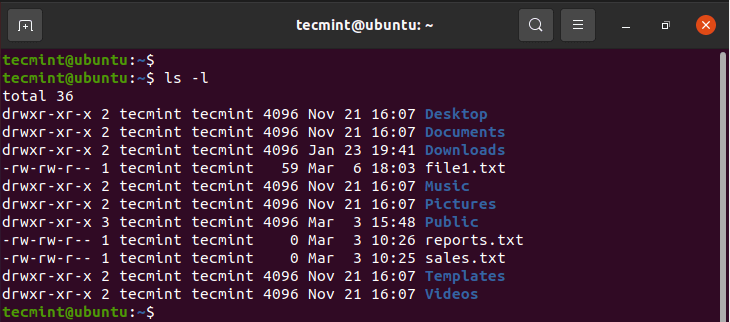 tecmint@ubuntu: ~
tecmint@ubuntu:~$
tecmint@ubuntu:~$ ls -l
total 36
drwxr-xr-x 2 tecmint tecmint 4096 Nov 21 16:07 Desktop
drwxr-xr-x 2 tecmint tecmint 4096 Nov 21 16:07 Documents
drwxr-xr-x 2 tecmint tecmint 4096 Jan 23 19:41 Downloads
-rw-rw-r-- 1 tecmint tecmint   59 Mar  6 18:03 file1.txt
drwxr-xr-x 2 tecmint tecmint 4096 Nov 21 16:07 Music
drwxr-xr-x 2 tecmint tecmint 4096 Nov 21 16:07 Pictures
drwxr-xr-x 3 tecmint tecmint 4096 Mar  3 15:48 Public
-rw-rw-r-- 1 tecmint tecmint    0 Mar  3 10:26 reports.txt
-rw-rw-r-- 1 tecmint tecmint    0 Mar  3 10:25 sales.txt
drwxr-xr-x 2 tecmint tecmint 4096 Nov 21 16:07 Templates
drwxr-xr-x 2 tecmint tecmint 4096 Nov 21 16:07 Videos
tecmint@ubuntu:~$